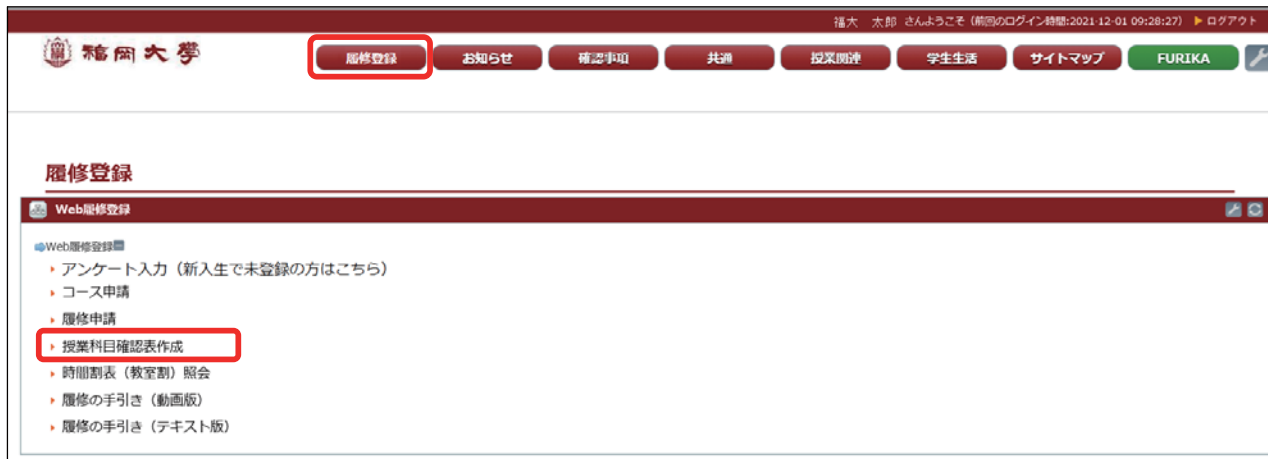 福大　太郎 さんようこそ (前回のログイン時間:2021-12-01 09:28:27) ▶ ログアウト
福岡大學
履修登録 お知らせ 確認事項 共通 授業関連 学生生活 サイトマップ FURIKA
履修登録
Web履修登録
Web履修登録
アンケート入力（新入生で未登録の方はこちら）
コース申請
履修申請
授業科目確認表作成
時間割表（教室割）照会
履修の手引き（動画版）
履修の手引き（テキスト版）